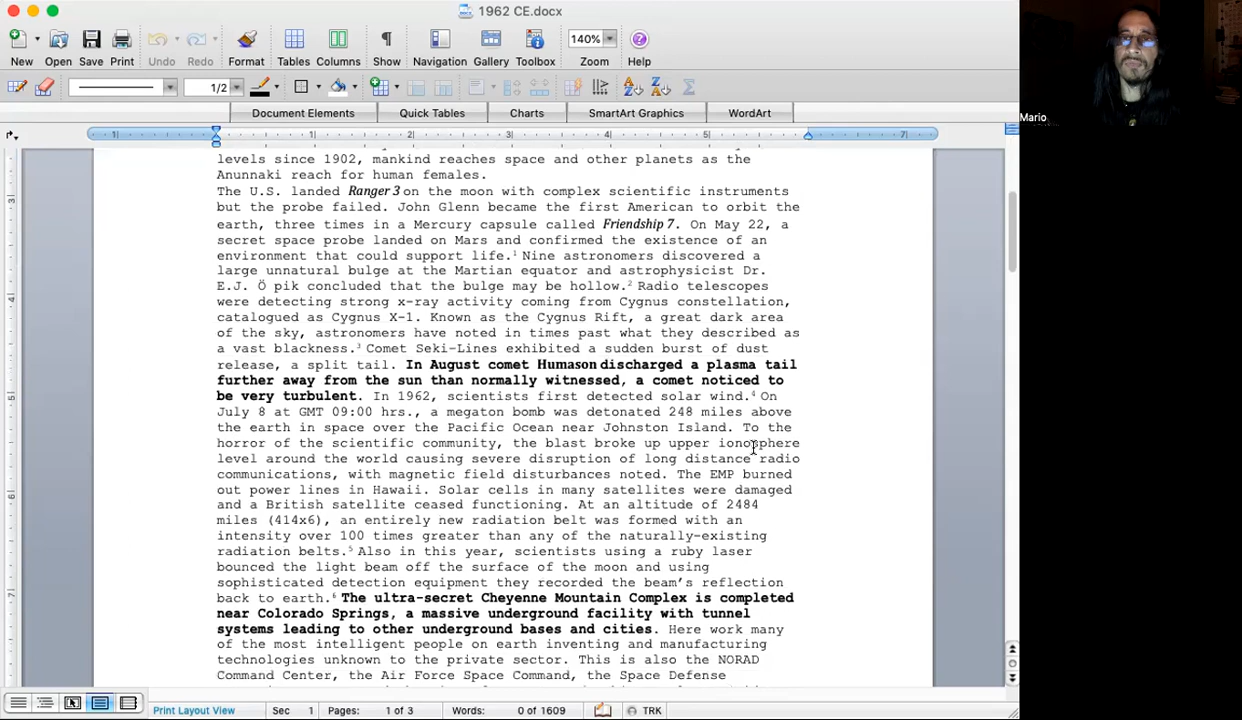 1962 CE.docx
New Open Save Print Undo Redo Format Tables Columns Show Navigation Gallery Toolbox 140% Zoom Help
1/2
Document Elements Quick Tables Charts SmartArt Graphics WordArt
Mario
levels since 1902, mankind reaches space and other planets as the
Anunnaki reach for human females.
The U.S. landed Ranger 3 on the moon with complex scientific instruments
but the probe failed. John Glenn became the first American to orbit the
earth, three times in a Mercury capsule called Friendship 7. On May 22, a
secret space probe landed on Mars and confirmed the existence of an
environment that could support life.¹ Nine astronomers discovered a
large unnatural bulge at the Martian equator and astrophysicist Dr.
E.J. Ö pik concluded that the bulge may be hollow.² Radio telescopes
were detecting strong x-ray activity coming from Cygnus constellation,
catalogued as Cygnus X-1. Known as the Cygnus Rift, a great dark area
of the sky, astronomers have noted in times past what they described as
a vast blackness.³ Comet Seki-Lines exhibited a sudden burst of dust
release, a split tail. In August comet Humason discharged a plasma tail
further away from the sun than normally witnessed, a comet noticed to
be very turbulent. In 1962, scientists first detected solar wind.⁴ On
July 8 at GMT 09:00 hrs., a megaton bomb was detonated 248 miles above
the earth in space over the Pacific Ocean near Johnston Island. To the
horror of the scientific community, the blast broke up upper ionosphere
level around the world causing severe disruption of long distance radio
communications, with magnetic field disturbances noted. The EMP burned
out power lines in Hawaii. Solar cells in many satellites were damaged
and a British satellite ceased functioning. At an altitude of 2484
miles (414x6), an entirely new radiation belt was formed with an
intensity over 100 times greater than any of the naturally-existing
radiation belts.⁵ Also in this year, scientists using a ruby laser
bounced the light beam off the surface of the moon and using
sophisticated detection equipment they recorded the beam's reflection
back to earth.⁶ The ultra-secret Cheyenne Mountain Complex is completed
near Colorado Springs, a massive underground facility with tunnel
systems leading to other underground bases and cities. Here work many
of the most intelligent people on earth inventing and manufacturing
technologies unknown to the private sector. This is also the NORAD
Command Center, the Air Force Space Command, the Space Defense
Print Layout View Sec 1 Pages: 1 of 3 Words: 0 of 1609 TRK